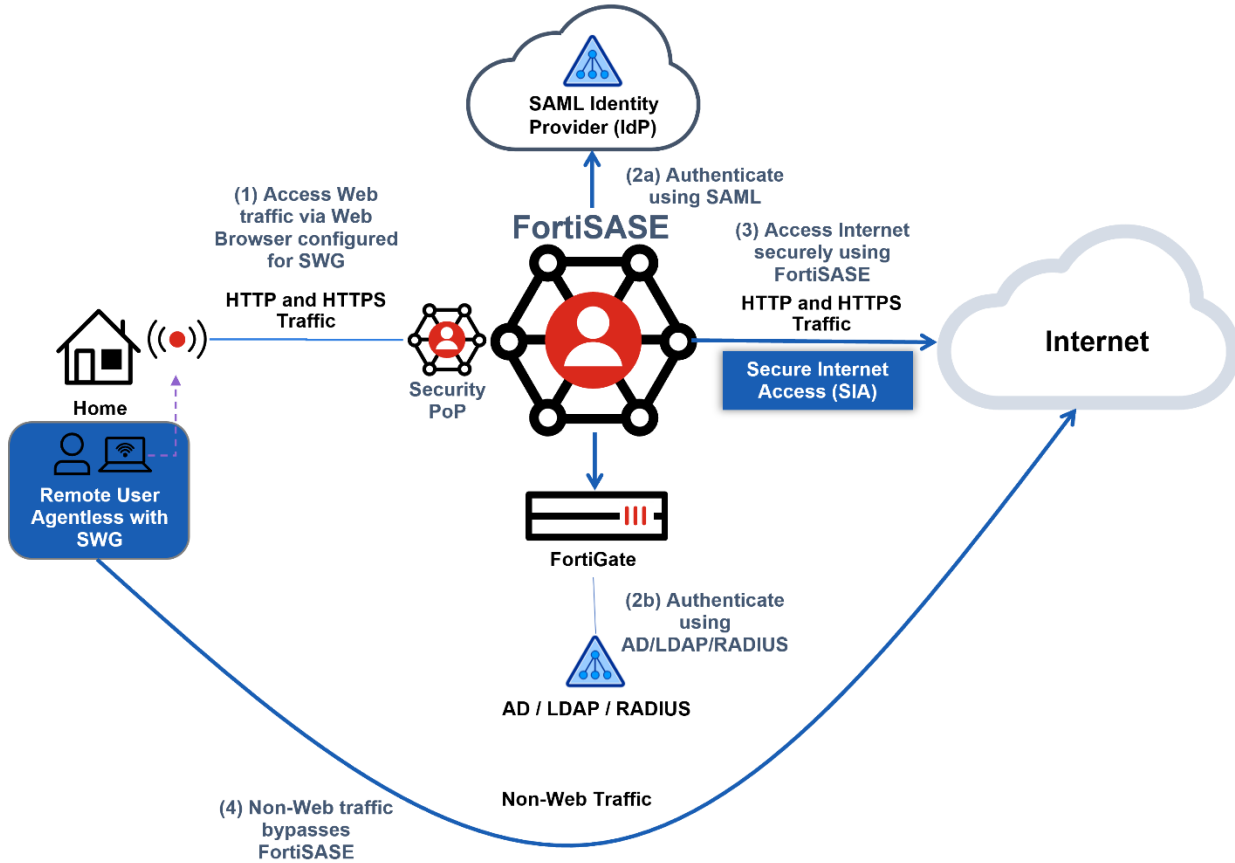 SAML Identity
Provider (IdP)
(2a) Authenticate
using SAML
(1) Access Web
traffic via Web
Browser configured
for SWG
HTTP and HTTPS
Traffic
FortiSASE
(3) Access Internet
securely using
FortiSASE
HTTP and HTTPS
Traffic
Secure Internet
Access (SIA)
Internet
Security
PoP
Home
Remote User
Agentless with
SWG
FortiGate
(2b) Authenticate
using
AD/LDAP/RADIUS
AD / LDAP / RADIUS
Non-Web Traffic
(4) Non-Web traffic
bypasses
FortiSASE